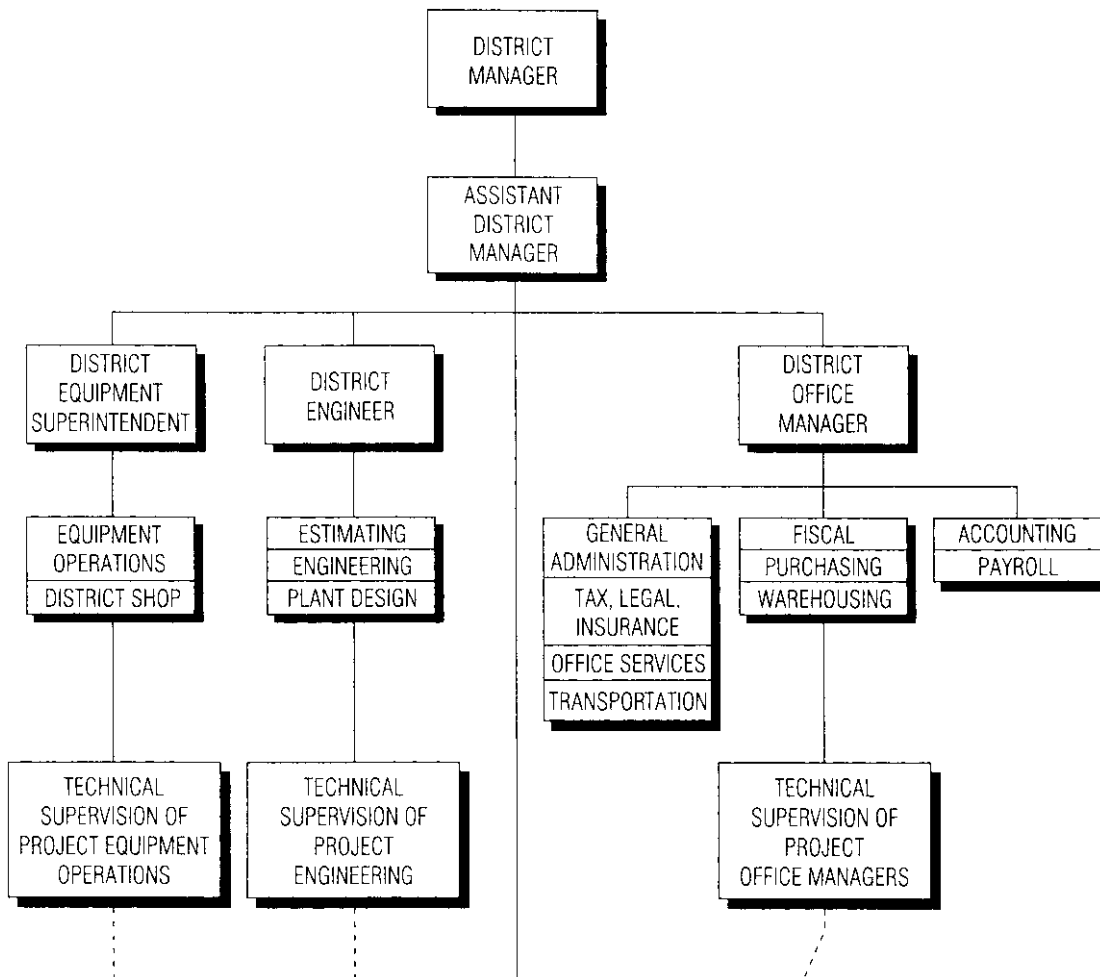 DISTRICT
MANAGER
ASSISTANT
DISTRICT
MANAGER
DISTRICT
EQUIPMENT
SUPERINTENDENT
DISTRICT
ENGINEER
DISTRICT
OFFICE
MANAGER
EQUIPMENT
OPERATIONS
DISTRICT SHOP
ESTIMATING
ENGINEERING
PLANT DESIGN
GENERAL
ADMINISTRATION
TAX, LEGAL.
INSURANCE
OFFICE SERVICES
TRANSPORTATION
FISCAL
PURCHASING
WAREHOUSING
ACCOUNTING
PAYROLL
TECHNICAL
SUPERVISION OF
PROJECT EQUIPMENT
OPERATIONS
TECHNICAL
SUPERVISION OF
PROJECT
ENGINEERING
TECHNICAL
SUPERVISION OF
PROJECT
OFFICE MANAGERS